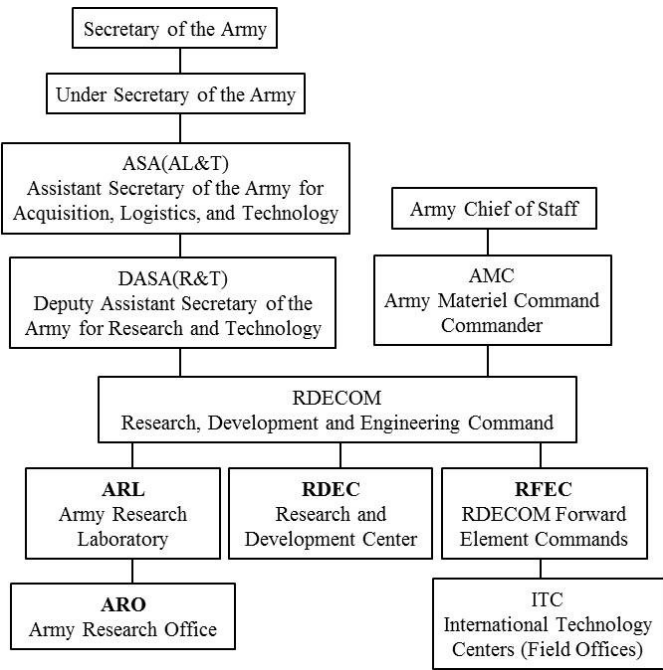 Secretary of the Army
Under Secretary of the Army
ASA(AL&T)
Assistant Secretary of the Army for
Acquisition, Logistics, and Technology
Army Chief of Staff
DASA(R&T)
Deputy Assistant Secretary of the
Army for Research and Technology
AMC
Army Materiel Command
Commander
RDECOM
Research, Development and Engineering Command
ARL
Army Research
Laboratory
RDEC
Research and
Development Center
RFEC
RDECOM Forward
Element Commands
ARO
Army Research Office
ITC
International Technology
Centers (Field Offices)